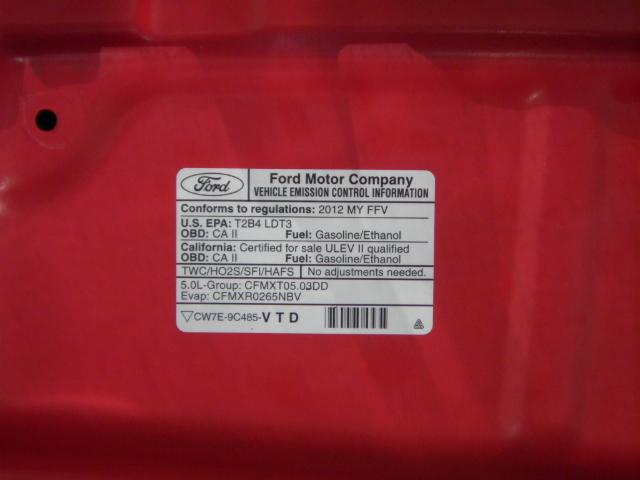 Ford
Ford Motor Company
VEHICLE EMISSION CONTROL INFORMATION
Conforms to regulations: 2012 MY FFV
U.S. EPA: T2B4 LDT3
OBD: CA II Fuel: Gasoline/Ethanol
California: Certified for sale ULEV II qualified
OBD: CA II Fuel: Gasoline/Ethanol
TWC/HO2S/SFI/HAFS No adjustments needed.
5.0L-Group: CFMXT05.03DD
Evap: CFMXR0265NBV
CW7E-9C485-VTD